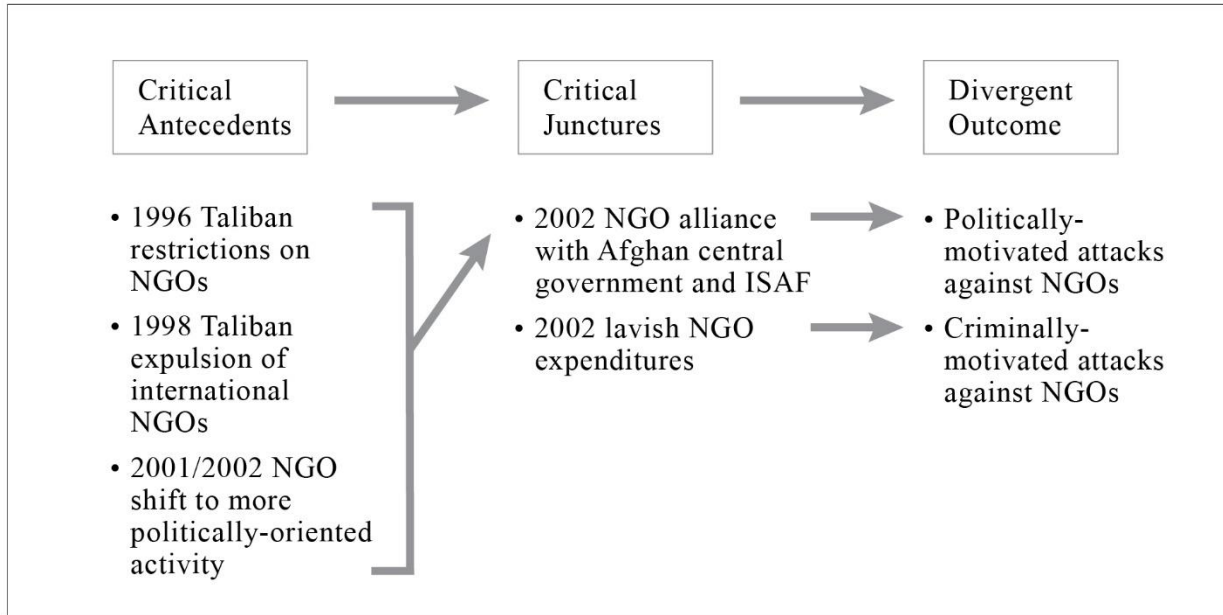 Critical
Antecedents
Critical
Junctures
Divergent
Outcome
• 1996 Taliban
restrictions on
NGOs
• 1998 Taliban
expulsion of
international
NGOs
• 2001/2002 NGO
shift to more
politically-oriented
activity
• 2002 NGO alliance
with Afghan central
government and ISAF
• 2002 lavish NGO
expenditures
• Politically-
motivated attacks
against NGOs
• Criminally-
motivated attacks
against NGOs